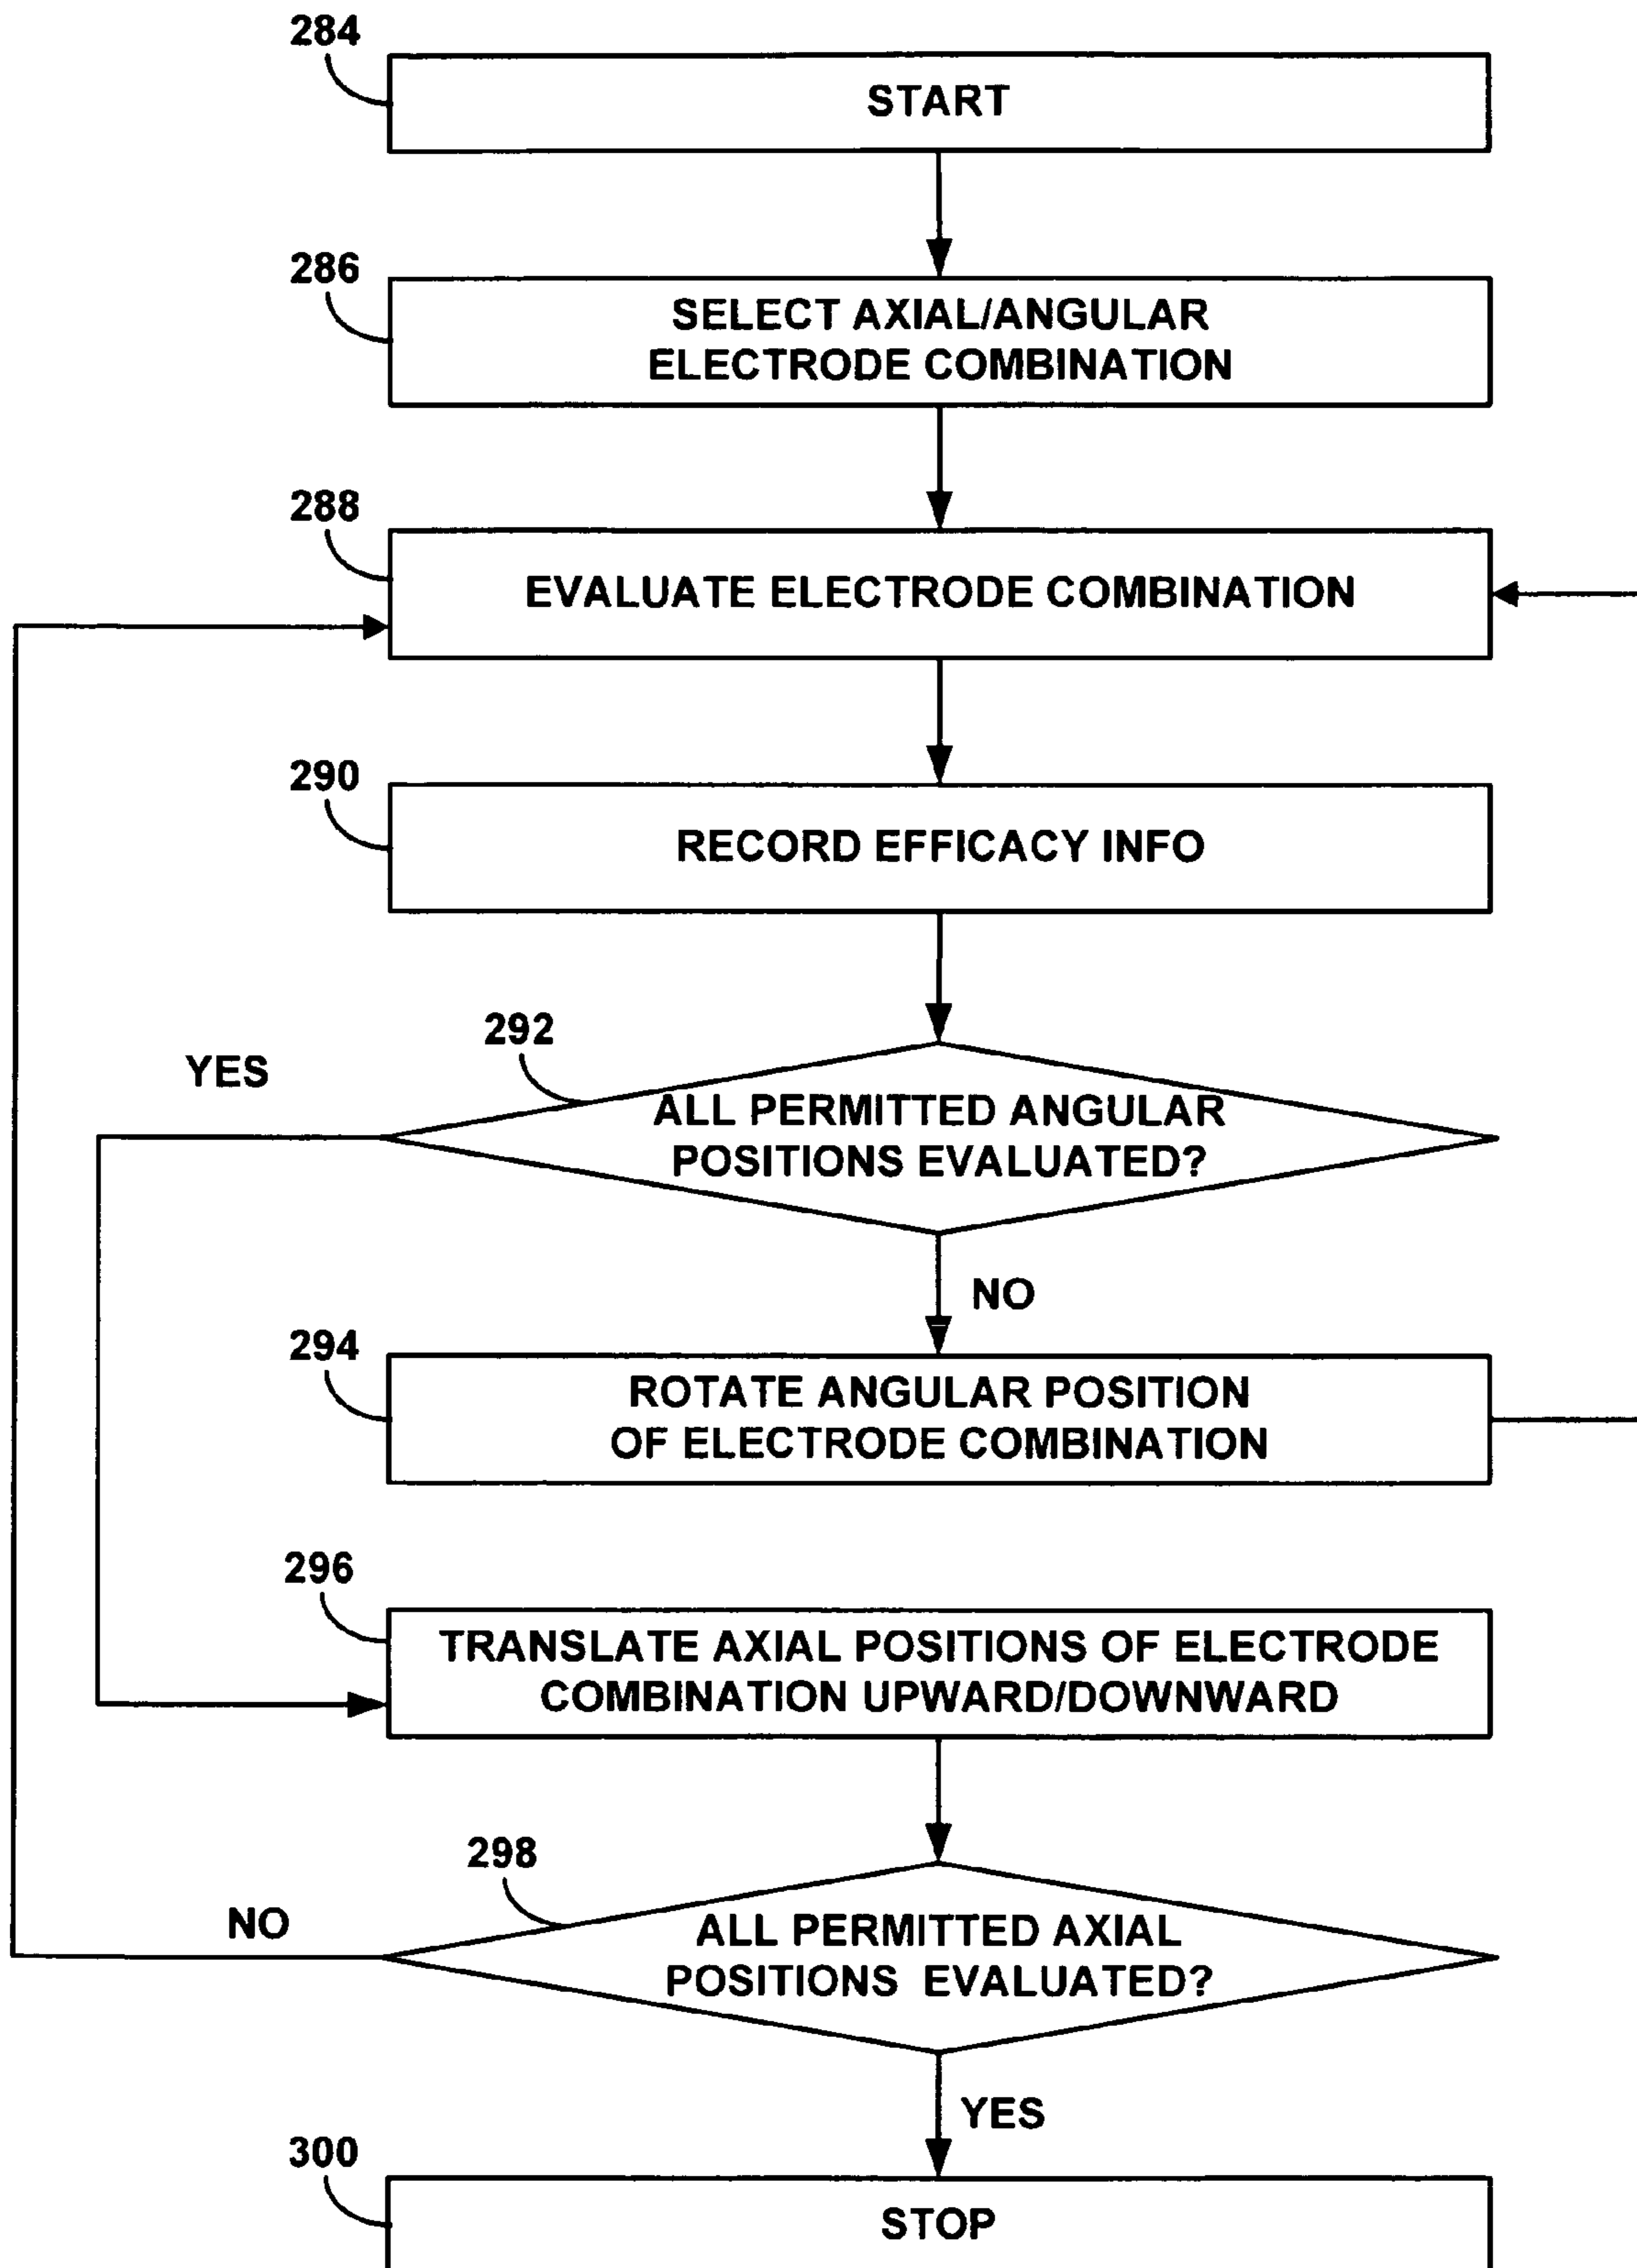 284
START
286
SELECT AXIAL/ANGULAR
ELECTRODE COMBINATION
288
EVALUATE ELECTRODE COMBINATION
290
RECORD EFFICACY INFO
292
YES
ALL PERMITTED ANGULAR
POSITIONS EVALUATED?
NO
294
ROTATE ANGULAR POSITION
OF ELECTRODE COMBINATION
296
TRANSLATE AXIAL POSITIONS OF ELECTRODE
COMBINATION UPWARD/DOWNWARD
298
NO
ALL PERMITTED AXIAL
POSITIONS EVALUATED?
YES
300
STOP